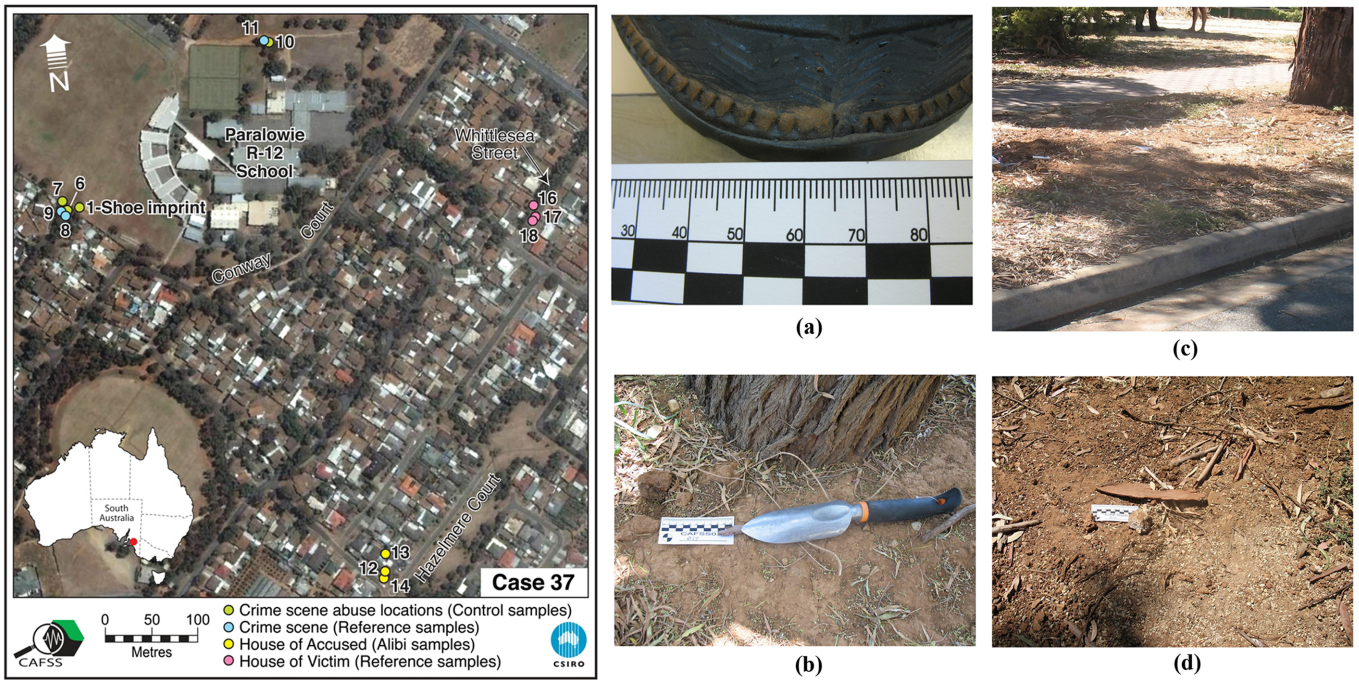 N
11
10
Paralowie
R-12
School
Whittlesea
Street
7
6
1-Shoe imprint
9
8
16
17
18
Conway
Court
South
Australia
13
12
14
Hazelmere Court
Case 37
CAFSS
0 50 100
Metres
Crime scene abuse locations (Control samples)
Crime scene (Reference samples)
House of Accused (Alibi samples)
House of Victim (Reference samples)
CSIRO
30 40 50 60 70 80
(a)
(c)
(b)
(d)